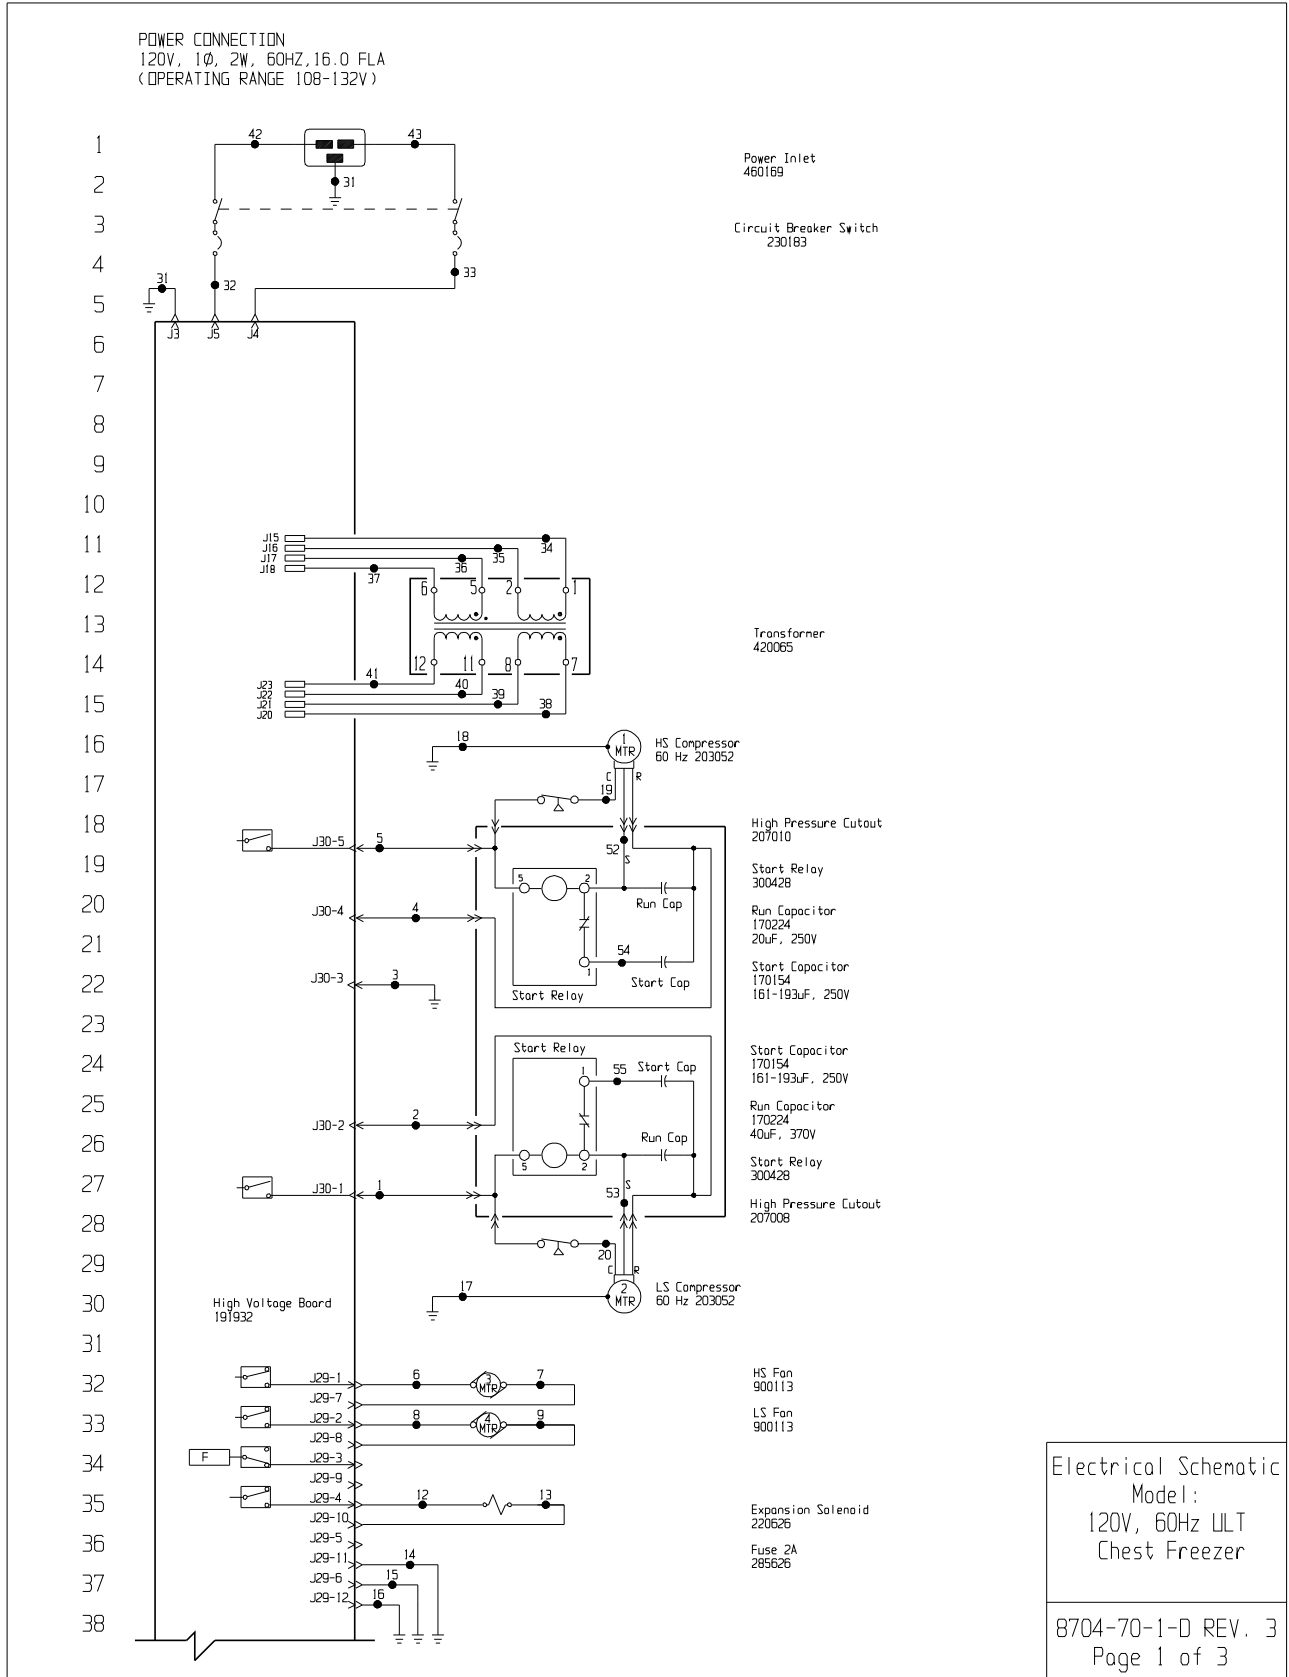 POWER CONNECTION
120V, 1Ø, 2W, 60HZ,16.0 FLA
(OPERATING RANGE 108-132V)
1
42
43
Power Inlet
460169
2
31
3
Circuit Breaker Switch
230183
4
31
32
33
5
J3
J5
J4
6
7
8
9
10
11
J15
34
J16
35
J17
36
J18
37
12
6
5
2
1
13
Transformer
420065
14
12
11
8
7
J23
41
J22
40
15
J21
39
J20
38
16
18
1
MTR
HS Compressor
60 Hz 203052
17
C
R
19
18
High Pressure Cutout
207010
J30-5
5
52
S
19
Start Relay
300428
5
2
20
Run Cap
J30-4
4
Run Capacitor
170224
20uF, 250V
21
54
1
22
J30-3
3
Start Cap
Start Relay
Start Capacitor
170154
161-193uF, 250V
23
24
Start Relay
1
55
Start Cap
Start Capacitor
170154
161-193uF, 250V
25
J30-2
2
Run Capacitor
170224
40uF, 370V
26
Run Cap
5
2
Start Relay
300428
27
J30-1
1
53
S
High Pressure Cutout
207008
28
20
29
C
R
17
2
MTR
LS Compressor
60 Hz 203052
30
High Voltage Board
191932
31
32
J29-1
6
3
MTR
7
HS Fan
900113
J29-7
33
J29-2
8
4
MTR
9
LS Fan
900113
J29-8
34
F
J29-3
J29-9
35
J29-4
12
13
Expansion Solenoid
220626
J29-10
36
J29-5
Fuse 2A
285626
J29-11
14
37
J29-6
15
J29-12
16
38
Electrical Schematic
Model:
120V, 60Hz ULT
Chest Freezer
8704-70-1-D REV. 3
Page 1 of 3